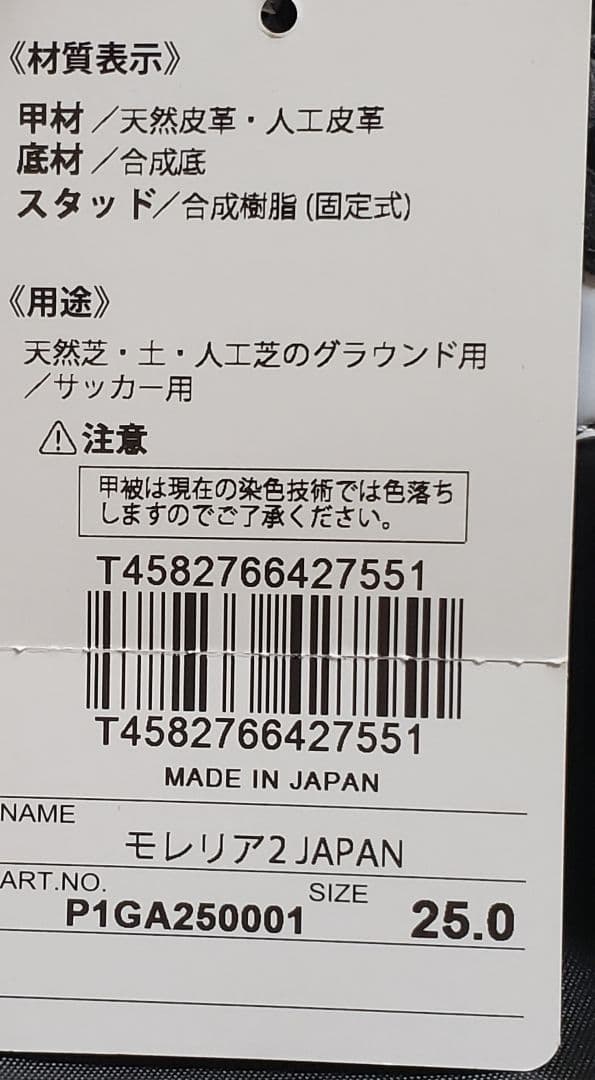 《材質表示》
甲材／天然皮革・人工皮革
底材／合成底
スタッド／合成樹脂(固定式)
《用途》
天然芝・土・人工芝のグラウンド用
／サッカー用
⚠注意
甲被は現在の染色技術では色落ち
しますのでご了承ください。
T4582766427551
T4582766427551
MADE IN JAPAN
NAME
モレリア2 JAPAN
ART.NO. SIZE
P1GA250001 25.0